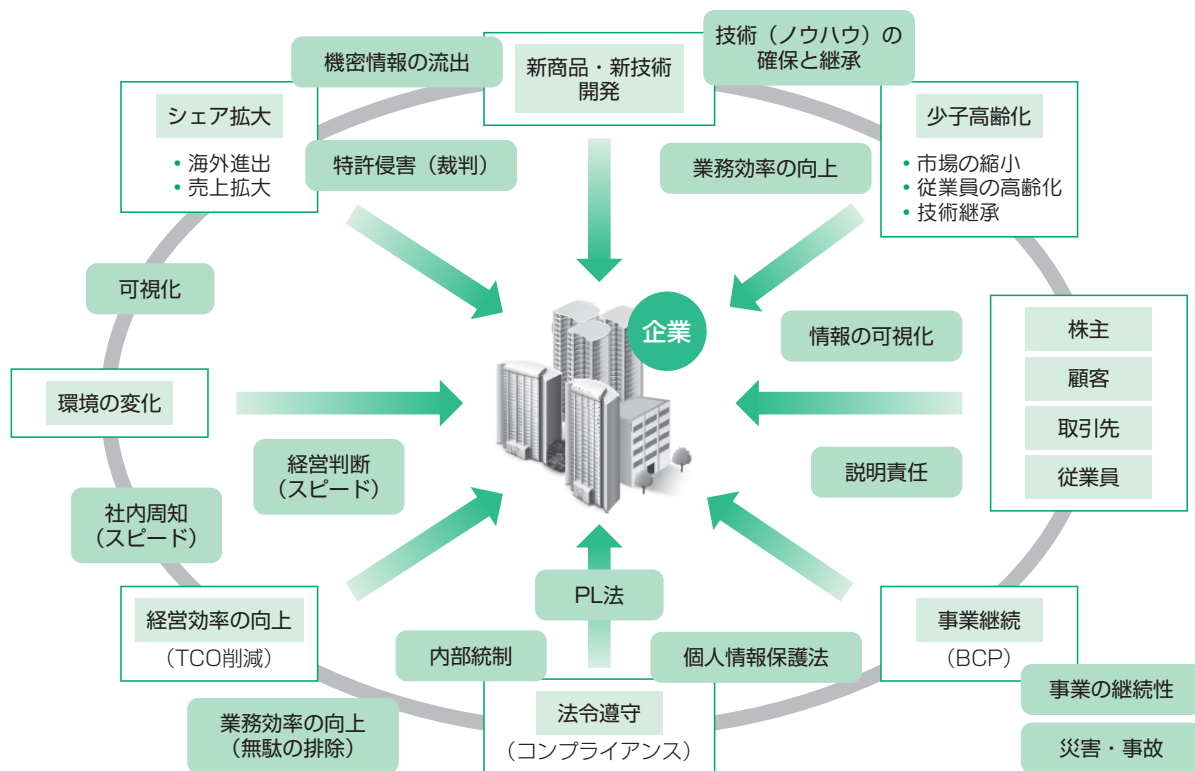 機密情報の流出
新商品・新技術
開発
技術（ノウハウ）の
確保と継承
シェア拡大
• 海外進出
• 売上拡大
特許侵害（裁判）
業務効率の向上
少子高齢化
• 市場の縮小
• 従業員の高齢化
• 技術継承
可視化
企業
情報の可視化
株主
顧客
取引先
従業員
環境の変化
経営判断
（スピード）
説明責任
社内周知
（スピード）
PL法
経営効率の向上
（TCO削減）
内部統制
個人情報保護法
事業継続
（BCP）
事業の継続性
業務効率の向上
（無駄の排除）
法令遵守
（コンプライアンス）
災害・事故